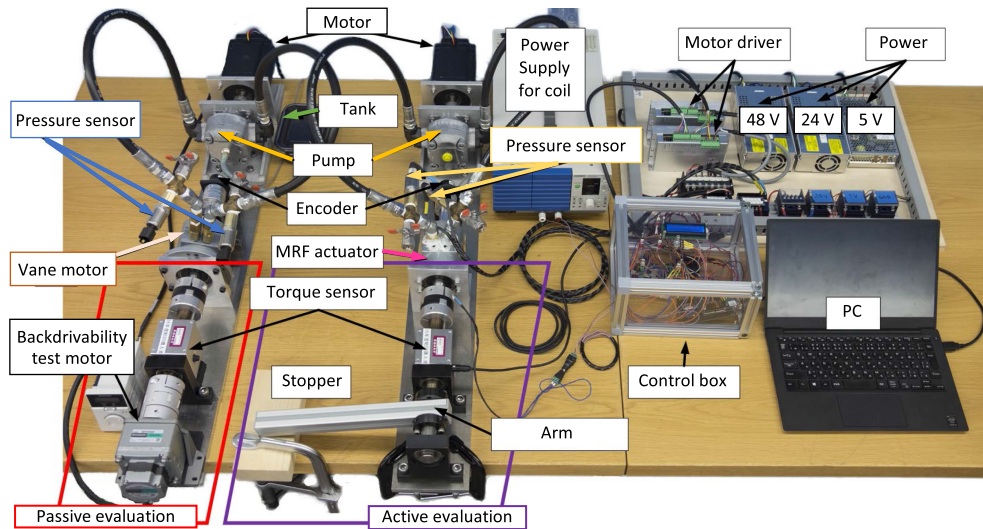 Motor
Power
Supply
for coil
Motor driver
Power
Tank
48 V
24 V
5 V
Pressure sensor
Pump
Pressure sensor
Encoder
Vane motor
MRF actuator
Torque sensor
PC
Backdrivability
test motor
Stopper
Control box
Arm
Passive evaluation
Active evaluation